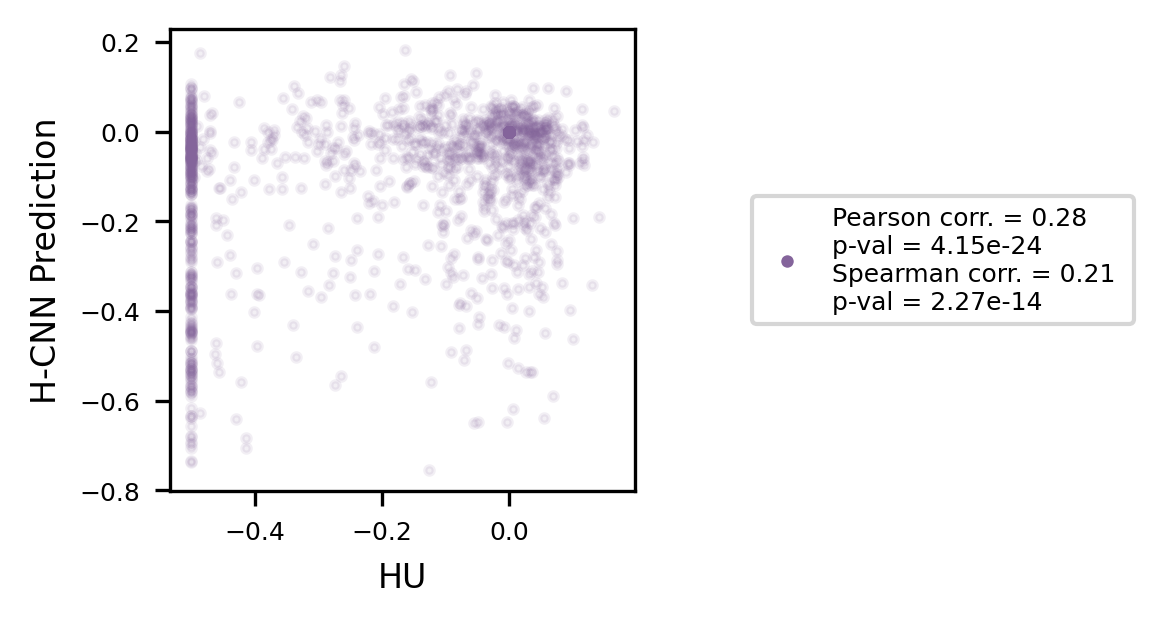 0.2
0.0
−0.2
−0.4
−0.6
−0.8
H-CNN Prediction
−0.4
−0.2
0.0
HU
Pearson corr. = 0.28
p-val = 4.15e-24
Spearman corr. = 0.21
p-val = 2.27e-14